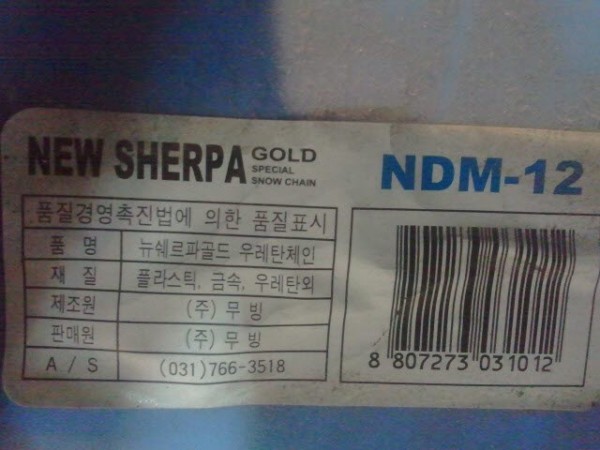 NEW SHERPA GOLD SPECIAL SNOW CHAIN
NDM-12
품질경영촉진법에 의한 품질표시
품 명 뉴쉐르파골드 우레탄체인
재 질 플라스틱, 금속, 우레탄외
제조원 (주) 무빙
판매원 (주) 무빙
A / S (031)766-3518
8 807273 031012